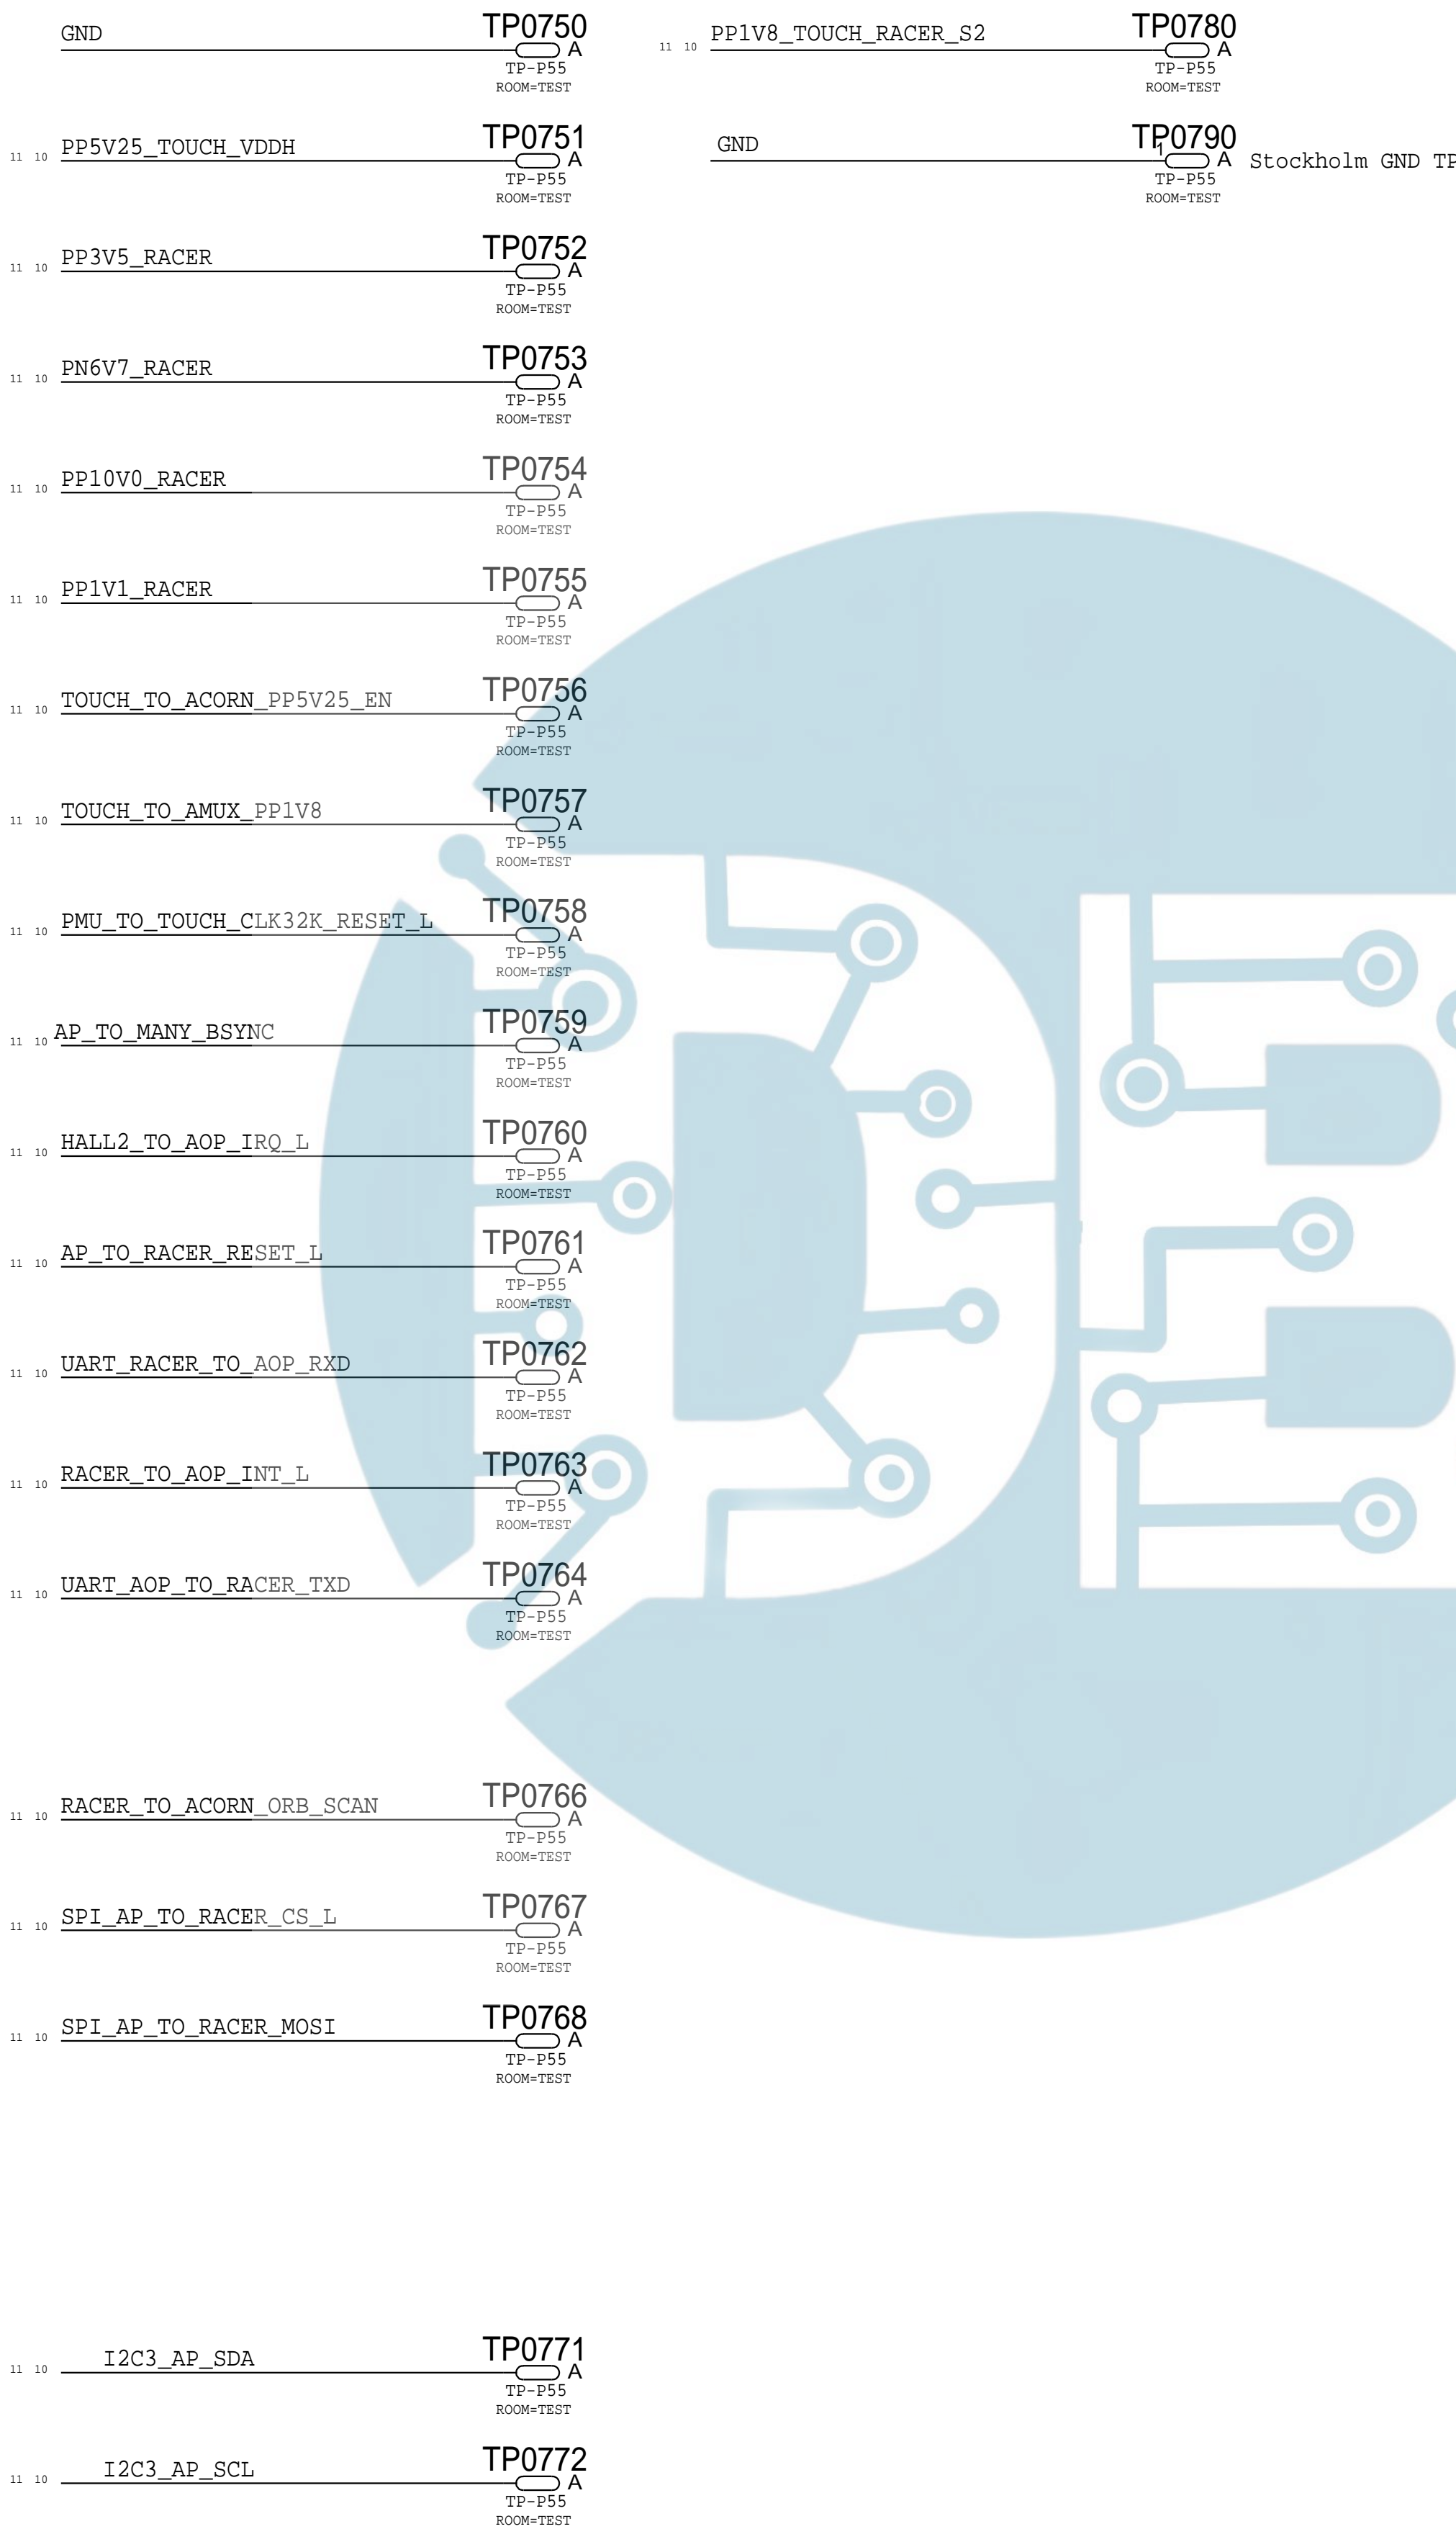 GND TP0750
A
TP-P55
ROOM=TEST
11 10 PP5V25_TOUCH_VDDH TP0751
A
TP-P55
ROOM=TEST
11 10 PP3V5_RACER TP0752
A
TP-P55
ROOM=TEST
11 10 PN6V7_RACER TP0753
A
TP-P55
ROOM=TEST
11 10 PP10V0_RACER TP0754
A
TP-P55
ROOM=TEST
11 10 PP1V1_RACER TP0755
A
TP-P55
ROOM=TEST
11 10 TOUCH_TO_ACORN_PP5V25_EN TP0756
A
TP-P55
ROOM=TEST
11 10 TOUCH_TO_AMUX_PP1V8 TP0757
A
TP-P55
ROOM=TEST
11 10 PMU_TO_TOUCH_CLK32K_RESET_L TP0758
A
TP-P55
ROOM=TEST
11 10 AP_TO_MANY_BSYNC TP0759
A
TP-P55
ROOM=TEST
11 10 HALL2_TO_AOP_IRQ_L TP0760
A
TP-P55
ROOM=TEST
11 10 AP_TO_RACER_RESET_L TP0761
A
TP-P55
ROOM=TEST
11 10 UART_RACER_TO_AOP_RXD TP0762
A
TP-P55
ROOM=TEST
11 10 RACER_TO_AOP_INT_L TP0763
A
TP-P55
ROOM=TEST
11 10 UART_AOP_TO_RACER_TXD TP0764
A
TP-P55
ROOM=TEST
11 10 RACER_TO_ACORN_ORB_SCAN TP0766
A
TP-P55
ROOM=TEST
11 10 SPI_AP_TO_RACER_CS_L TP0767
A
TP-P55
ROOM=TEST
11 10 SPI_AP_TO_RACER_MOSI TP0768
A
TP-P55
ROOM=TEST
11 10 I2C3_AP_SDA TP0771
A
TP-P55
ROOM=TEST
11 10 I2C3_AP_SCL TP0772
A
TP-P55
ROOM=TEST
11 10 PP1V8_TOUCH_RACER_S2 TP0780
A
TP-P55
ROOM=TEST
GND TP0790
1 A Stockholm GND TP
TP-P55
ROOM=TEST